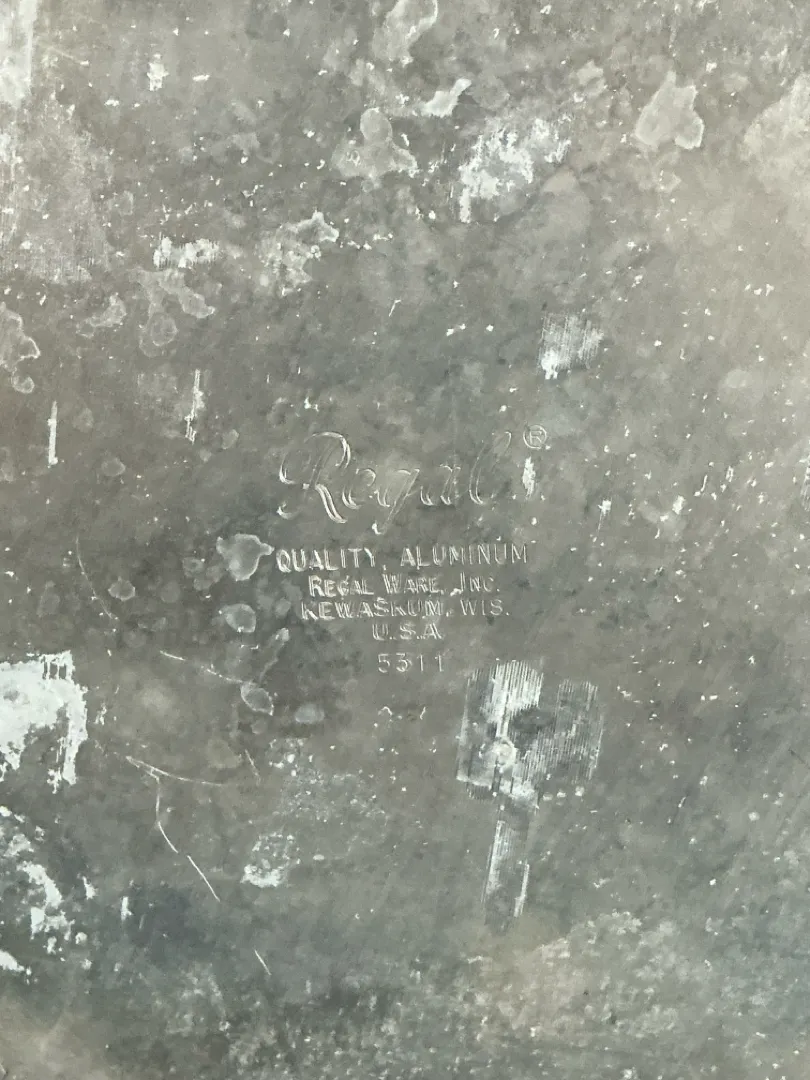 Regal®
QUALITY ALUMINUM
REGAL WARE, INC.
KEWASKUM, WIS.
U.S.A
5311